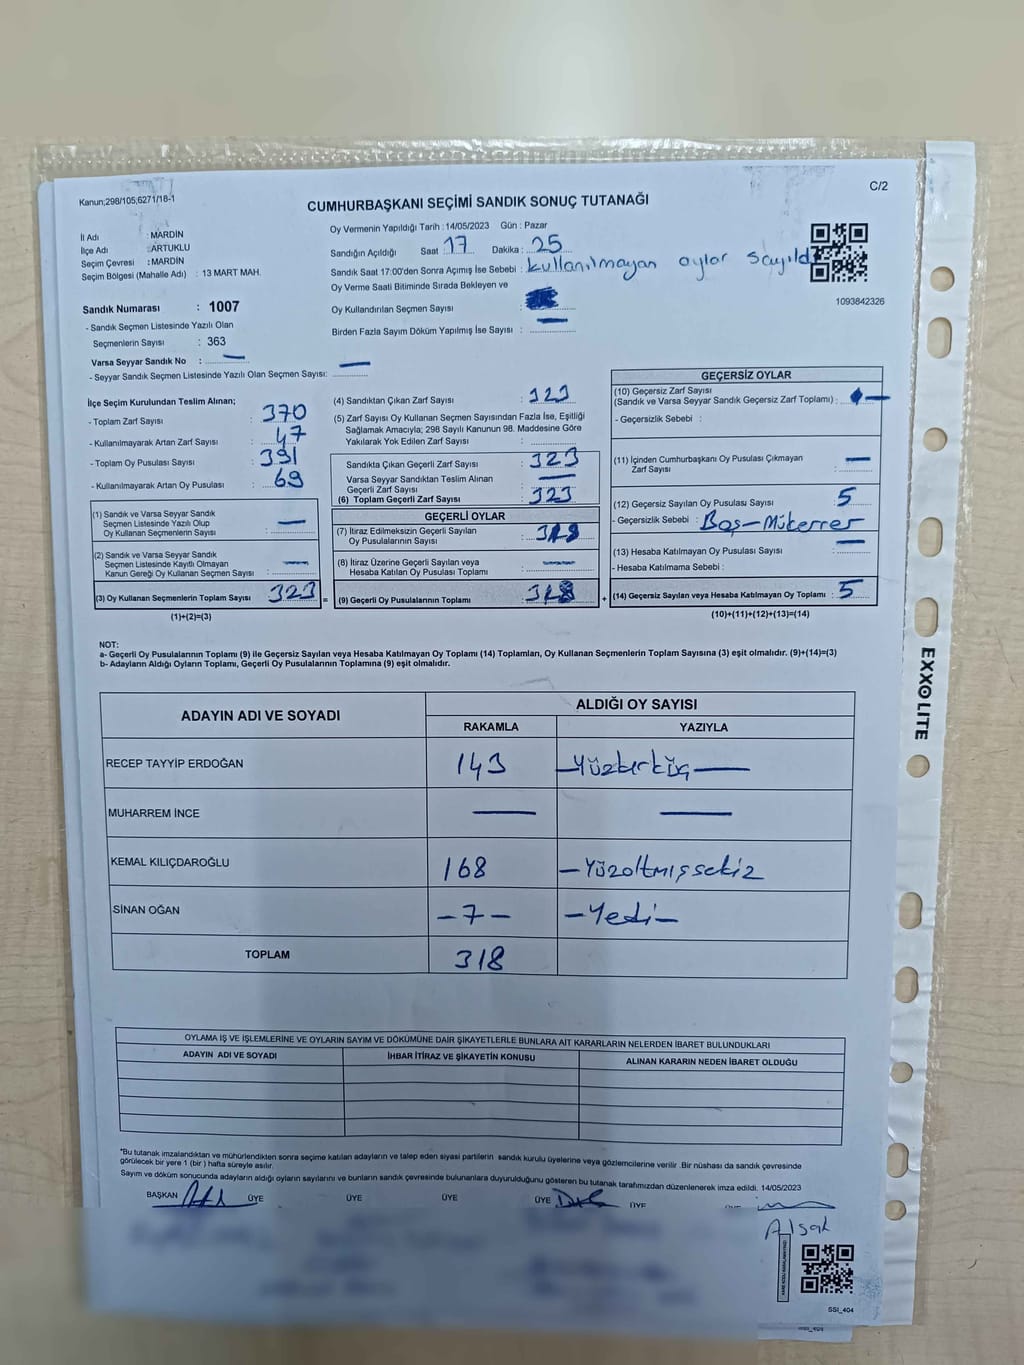 Kanun;298/105;6271/18-1
C/2
CUMHURBAŞKANI SEÇİMİ SANDIK SONUÇ TUTANAĞI
İl Adı : MARDİN
İlçe Adı : ARTUKLU
Seçim Çevresi : MARDİN
Seçim Bölgesi (Mahalle Adı) : 13 MART MAH.
Oy Vermenin Yapıldığı Tarih : 14/05/2023 Gün : Pazar
Sandığın Açıldığı Saat 17 Dakika : 25
Sandık Saat 17:00'den Sonra Açımış İse Sebebi : kullanılmayan oylar sayıldı
Oy Verme Saati Bitiminde Sırada Bekleyen ve
Oy Kullandırılan Seçmen Sayısı :
Birden Fazla Sayım Döküm Yapılmış İse Sayısı :
1093842326
Sandık Numarası : 1007
- Sandık Seçmen Listesinde Yazılı Olan
Seçmenlerin Sayısı : 363
Varsa Seyyar Sandık No :
- Seyyar Sandık Seçmen Listesinde Yazılı Olan Seçmen Sayısı:
İlçe Seçim Kurulundan Teslim Alınan;
- Toplam Zarf Sayısı : 370
- Kullanılmayarak Artan Zarf Sayısı : 47
- Toplam Oy Pusulası Sayısı : 391
- Kullanılmayarak Artan Oy Pusulası : 69
(1) Sandık ve Varsa Seyyar Sandık
Seçmen Listesinde Yazılı Olup
Oy Kullanan Seçmenlerin Sayısı :
(2) Sandık ve Varsa Seyyar Sandık
Seçmen Listesinde Kayıtlı Olmayan
Kanun Gereği Oy Kullanan Seçmen Sayısı :
(3) Oy Kullanan Seçmenlerin Toplam Sayısı : 323 =
(1)+(2)=(3)
(4) Sandıktan Çıkan Zarf Sayısı : 323
(5) Zarf Sayısı Oy Kullanan Seçmen Sayısından Fazla İse, Eşitliği
Sağlamak Amacıyla; 298 Sayılı Kanunun 98. Maddesine Göre
Yakılarak Yok Edilen Zarf Sayısı :
Sandıkta Çıkan Geçerli Zarf Sayısı : 323
Varsa Seyyar Sandıktan Teslim Alınan
Geçerli Zarf Sayısı :
(6) Toplam Geçerli Zarf Sayısı : 323
GEÇERLİ OYLAR
(7) İtiraz Edilmeksizin Geçerli Sayılan
Oy Pusulalarının Sayısı : 318
(8) İtiraz Üzerine Geçerli Sayılan veya
Hesaba Katılan Oy Pusulası Toplamı :
(9) Geçerli Oy Pusulalarının Toplamı : 318 +
GEÇERSİZ OYLAR
(10) Geçersiz Zarf Sayısı
(Sandık ve Varsa Seyyar Sandık Geçersiz Zarf Toplamı) :
- Geçersizlik Sebebi :
(11) İçinden Cumhurbaşkanı Oy Pusulası Çıkmayan
Zarf Sayısı :
(12) Geçersiz Sayılan Oy Pusulası Sayısı : 5
- Geçersizlik Sebebi : Boş-Mükerrer
(13) Hesaba Katılmayan Oy Pusulası Sayısı :
- Hesaba Katılmama Sebebi :
(14) Geçersiz Sayılan veya Hesaba Katılmayan Oy Toplamı : 5
(10)+(11)+(12)+(13)=(14)
NOT:
a- Geçerli Oy Pusulalarının Toplamı (9) ile Geçersiz Sayılan veya Hesaba Katılmayan Oy Toplamı (14) Toplamları, Oy Kullanan Seçmenlerin Toplam Sayısına (3) eşit olmalıdır. (9)+(14)=(3)
b- Adayların Aldığı Oyların Toplamı, Geçerli Oy Pusulalarının Toplamına (9) eşit olmalıdır.
ADAYIN ADI VE SOYADI
ALDIĞI OY SAYISI
RAKAMLA YAZIYLA
RECEP TAYYİP ERDOĞAN 143 Yüzkırküç
MUHARREM İNCE
KEMAL KILIÇDAROĞLU 168 -Yüzaltmışsekiz
SİNAN OĞAN -7- -Yedi-
TOPLAM 318
OYLAMA İŞ VE İŞLEMLERİNE VE OYLARIN SAYIM VE DÖKÜMÜNE DAİR ŞİKAYETLERLE BUNLARA AİT KARARLARIN NELERDEN İBARET BULUNDUKLARI
ADAYIN ADI VE SOYADI İHBAR İTİRAZ VE ŞİKAYETİN KONUSU ALINAN KARARIN NEDEN İBARET OLDUĞU
*Bu tutanak imzalandıktan ve mühürlendikten sonra seçime katılan adayların ve talep eden siyasi partilerin sandık kurulu üyelerine veya gözlemcilerine verilir .Bir nüshası da sandık çevresinde
görülecek bir yere 1 (bir ) hafta süreyle asılır.
Sayım ve döküm sonucunda adayların aldığı oyların sayılarını ve bunların sandık çevresinde bulunanlara duyurulduğunu gösteren bu tutanak tarafımızdan düzenlenerek imza edildi. 14/05/2023
BAŞKAN ÜYE ÜYE ÜYE ÜYE ÜYE
SSİ_404
EXXOLITE